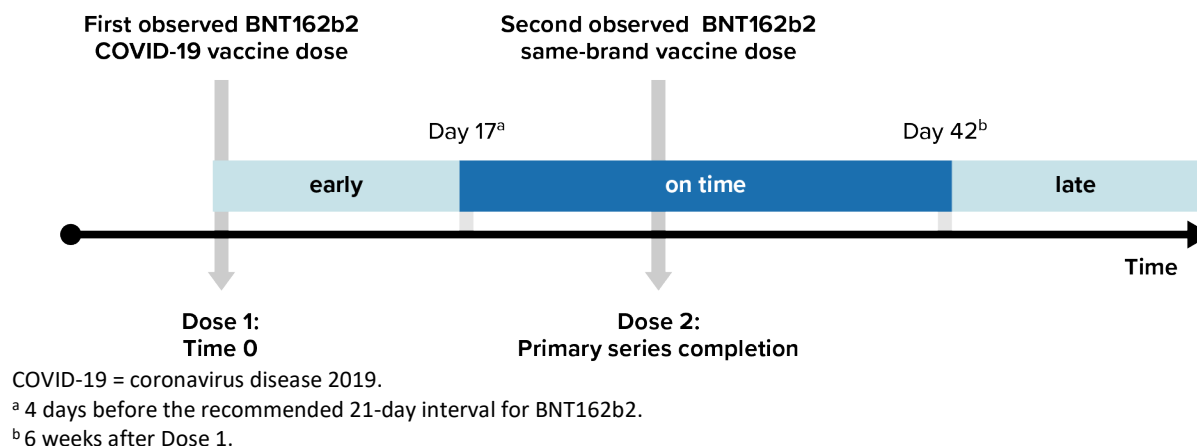 First observed BNT162b2
COVID-19 vaccine dose
Second observed  BNT162b2
same-brand vaccine dose
Day 17ᵃ
Day 42ᵇ
early
on time
late
Time
Dose 1:
Time 0
Dose 2:
Primary series completion
COVID-19 = coronavirus disease 2019.
ᵃ 4 days before the recommended 21-day interval for BNT162b2.
ᵇ 6 weeks after Dose 1.